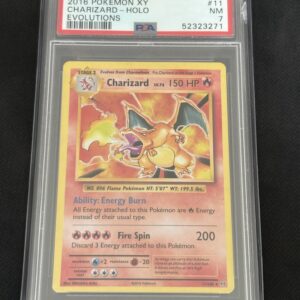 2016 POKEMON XY #11
CHARIZARD - HOLO NM
EVOLUTIONS PSA 7
52323271
STAGE 2 Evolves from Charmeleon
Charizard 150 HP
Ability: Energy Burn
All Energy attached to this Pokémon are Energy instead of their usual type.
Fire Spin 200
Discard 3 Energy attached to this Pokémon.
×2 -20